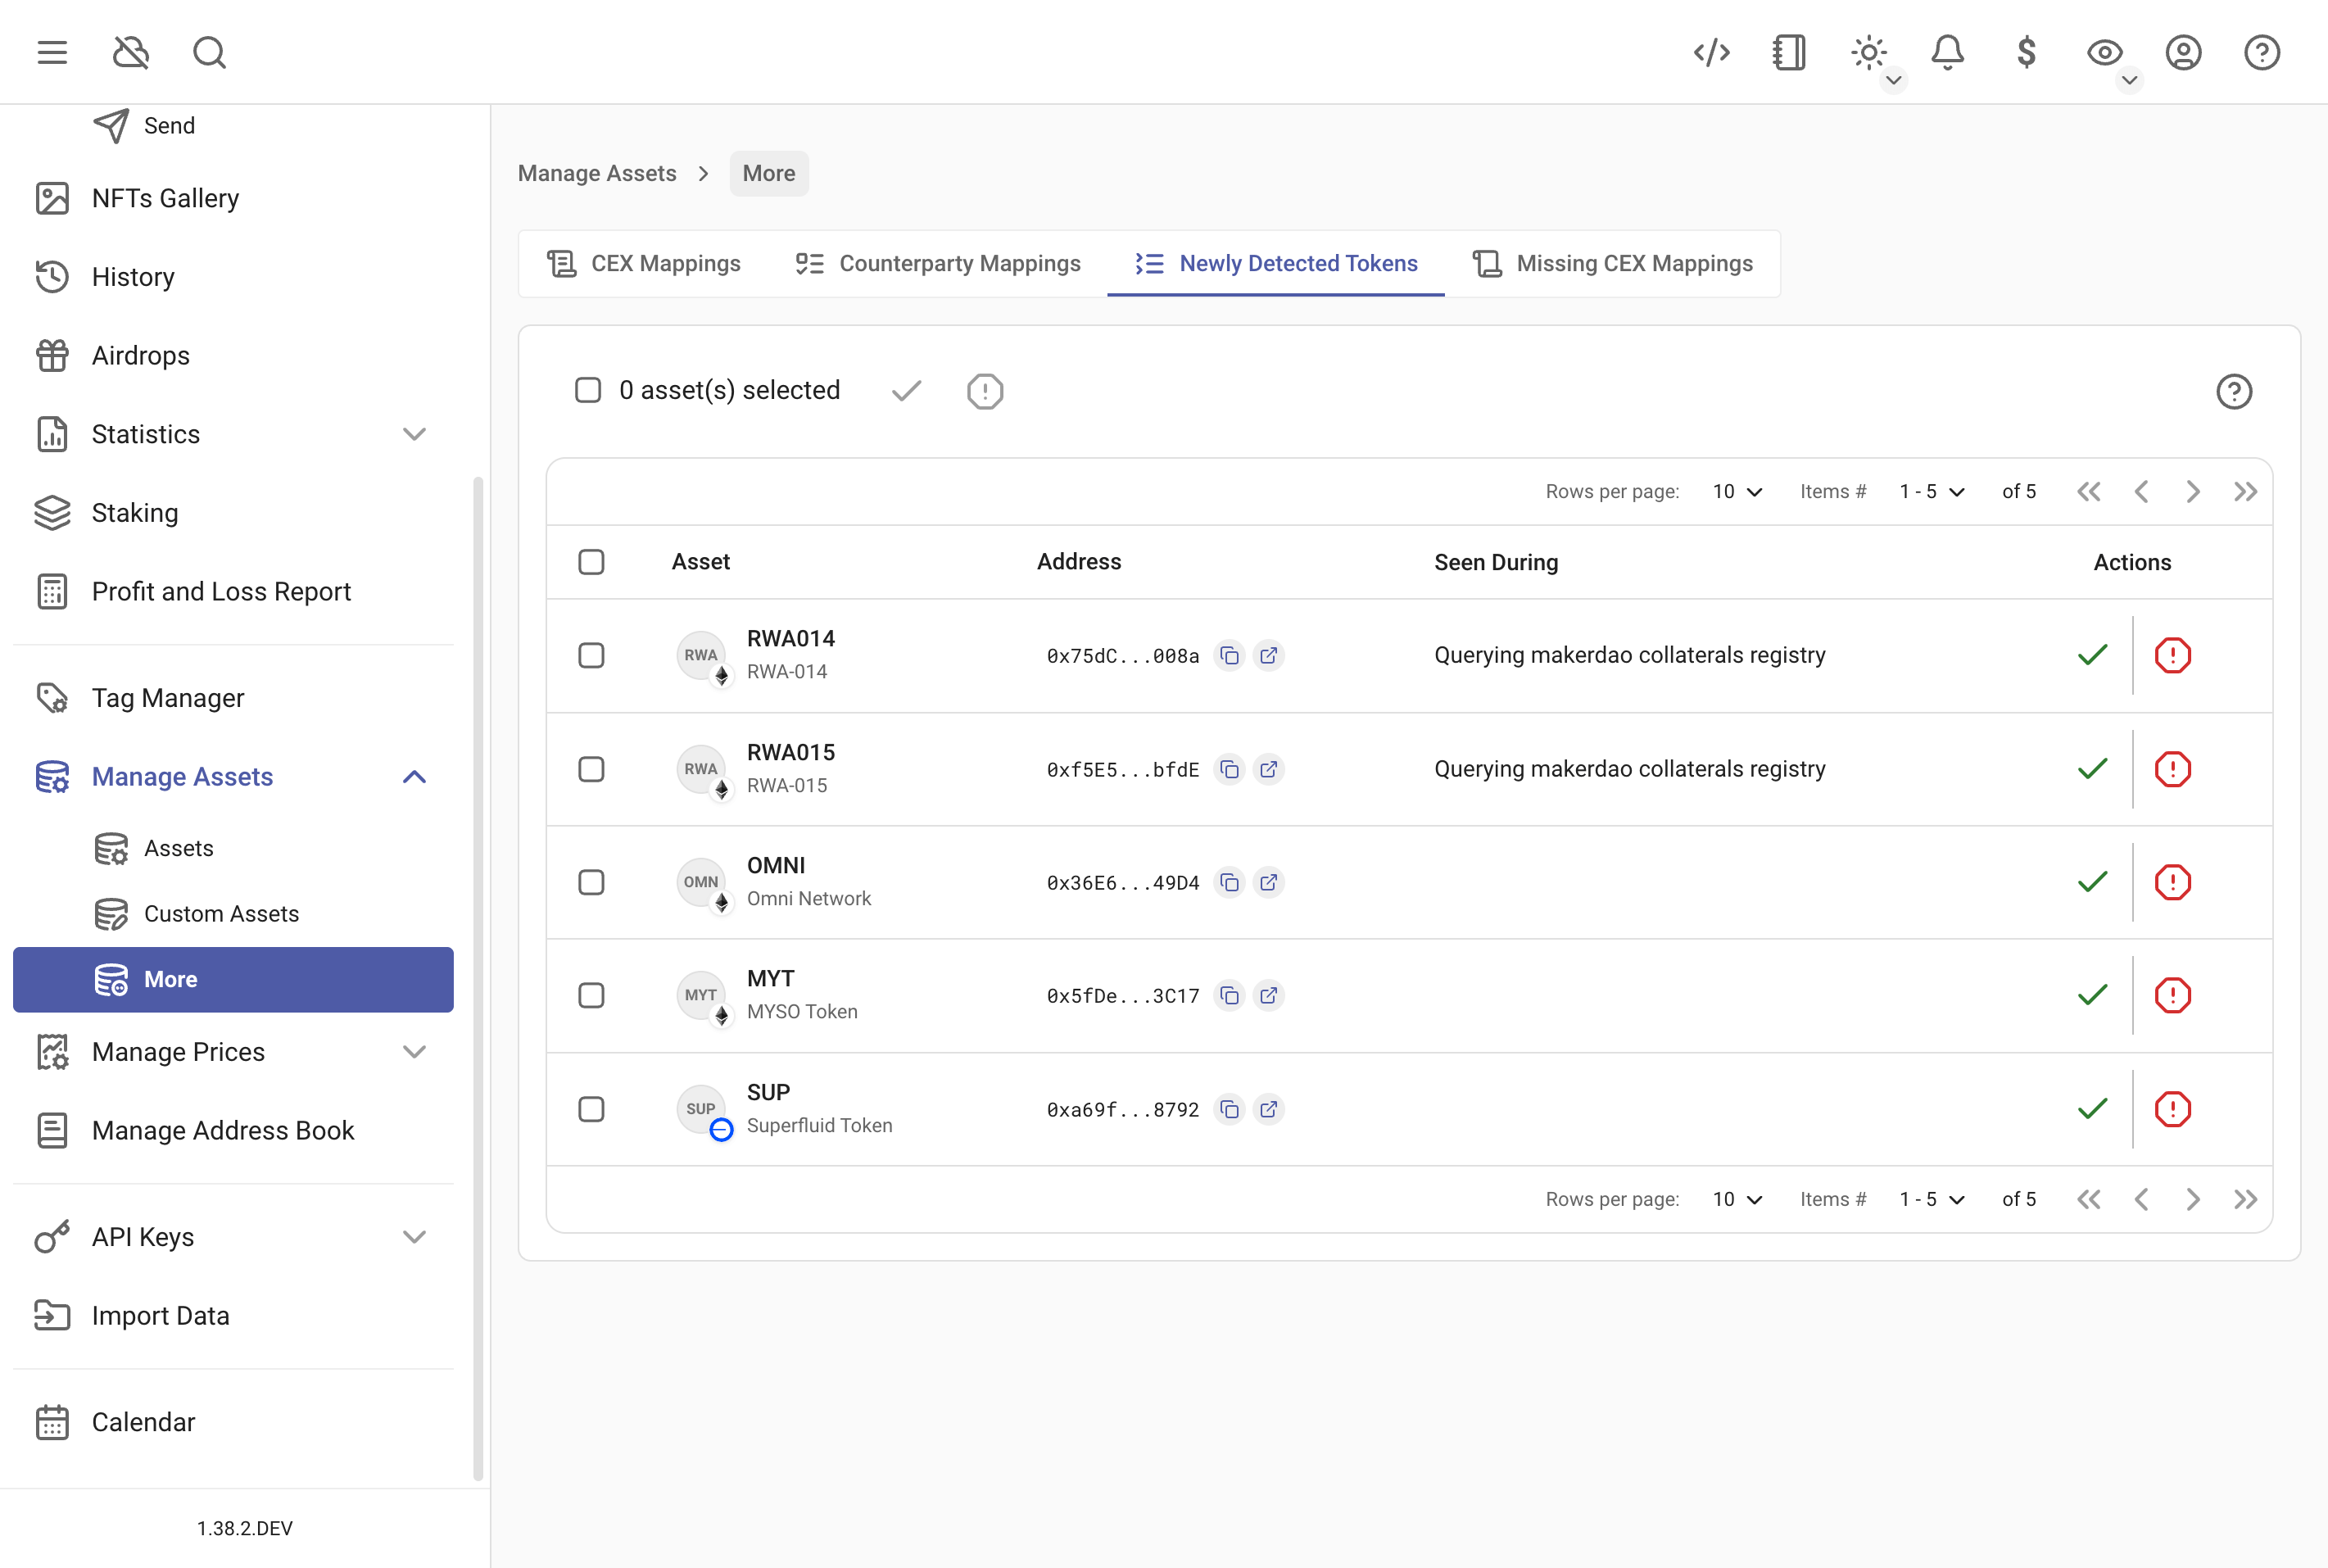 Send
NFTs Gallery
History
Airdrops
Statistics
Staking
Profit and Loss Report
Tag Manager
Manage Assets
Assets
Custom Assets
More
Manage Prices
Manage Address Book
API Keys
Import Data
Calendar
1.38.2.DEV
Manage Assets More
CEX Mappings Counterparty Mappings Newly Detected Tokens Missing CEX Mappings
0 asset(s) selected
Rows per page: 10 Items # 1 - 5 of 5
Asset Address Seen During Actions
RWA RWA014 0x75dC...008a Querying makerdao collaterals registry
RWA-014
RWA RWA015 0xf5E5...bfdE Querying makerdao collaterals registry
RWA-015
OMN OMNI 0x36E6...49D4
Omni Network
MYT MYT 0x5fDe...3C17
MYSO Token
SUP SUP 0xa69f...8792
Superfluid Token
Rows per page: 10 Items # 1 - 5 of 5